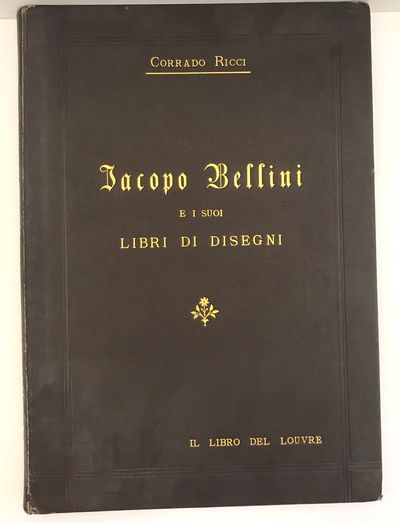 Corrado Ricci
Jacopo Bellini
E I SUOI
LIBRI DI DISEGNI
IL LIBRO DEL LOUVRE